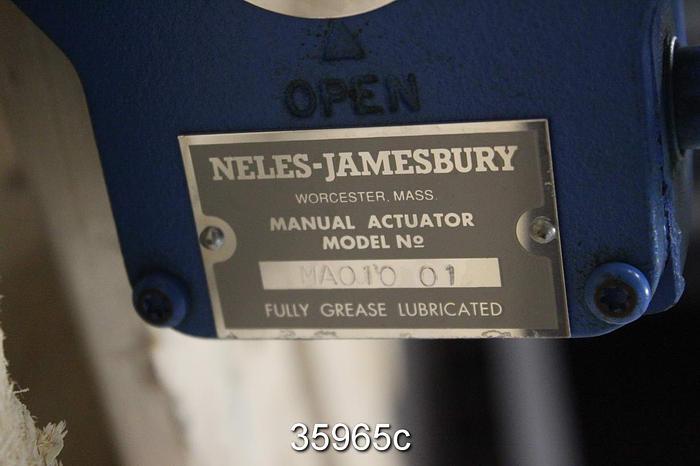 OPEN
NELES-JAMESBURY
WORCESTER, MASS.
MANUAL ACTUATOR
MODEL Nº
MA010 01
FULLY GREASE LUBRICATED
35965c